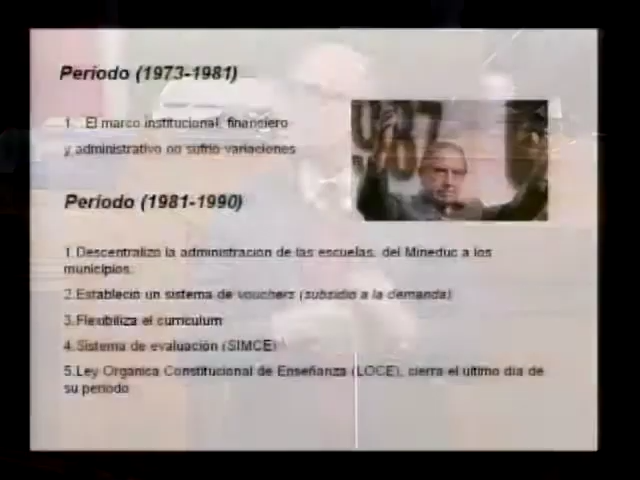 Período (1973-1981)
1. El marco institucional, financiero
y administrativo no sufrio variaciones
Período (1981-1990)
1.Descentralizo la administracion de las escuelas, del Mineduc a los
municipios.
2.Establecio un sistema de vouchers (subsidio a la demanda)
3.Flexibiliza el curriculum
4.Sistema de evaluación (SIMCE)
5.Ley Organica Constitucional de Enseñanza (LOCE), cierra el ultimo dia de
su periodo